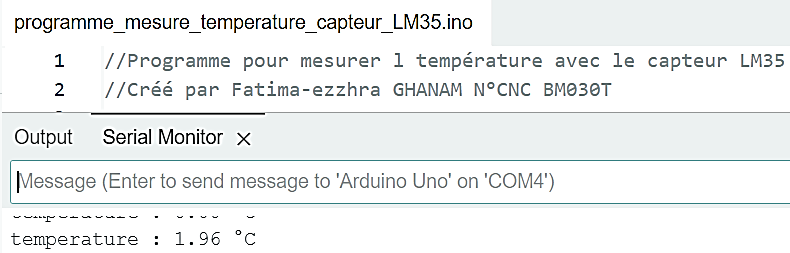 programme_mesure_temperature_capteur_LM35.ino
1 //Programme pour mesurer l température avec le capteur LM35
2 //Créé par Fatima-ezzhra GHANAM N°CNC BM030T
Output Serial Monitor ×
Message (Enter to send message to 'Arduino Uno' on 'COM4')
temperature : 1.96 °C